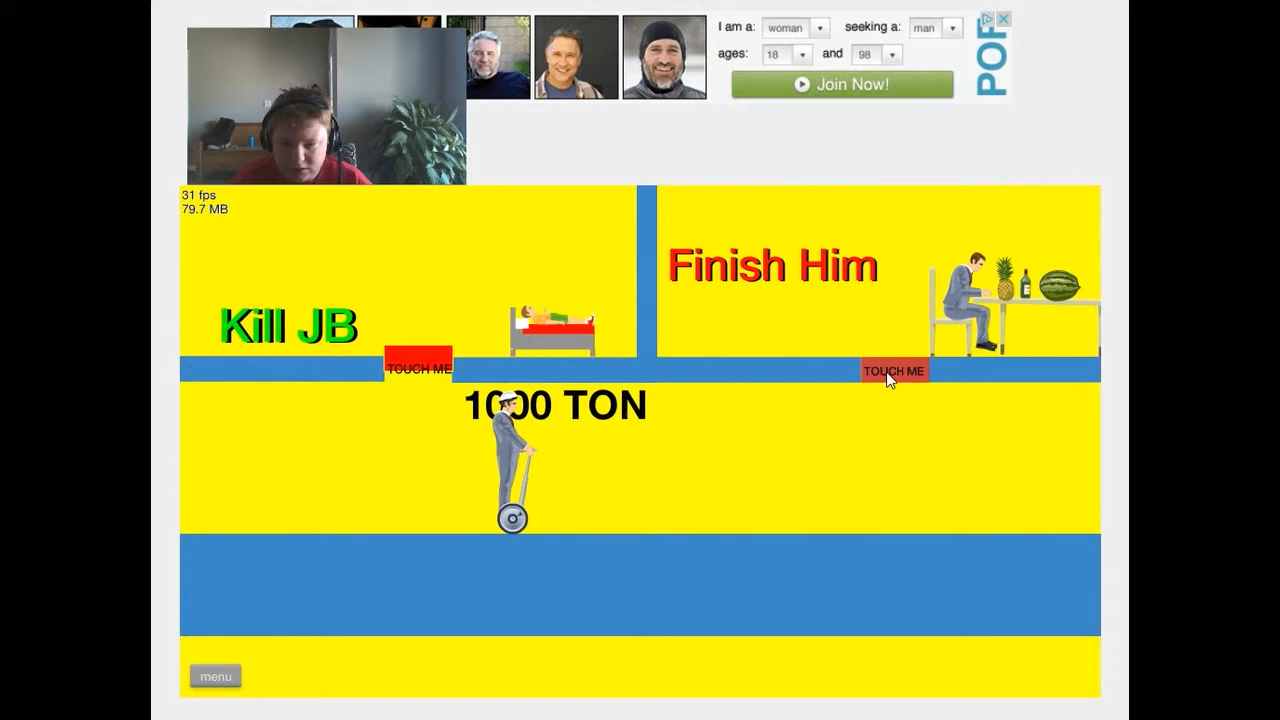 I am a: woman seeking a: man
ages: 18 and 98
Join Now!
POF
31 fps
79.7 MB
Finish Him
Kill JB
TOUCH ME
TOUCH ME
1000 TON
menu